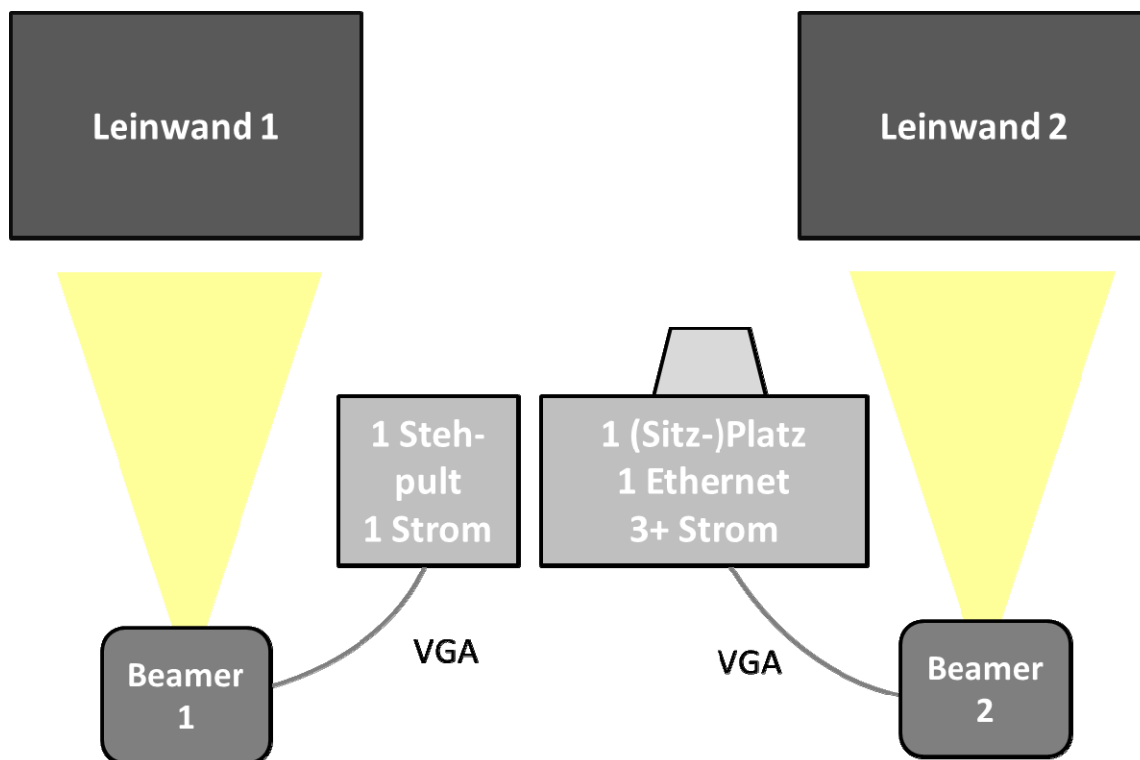 Leinwand 1
Leinwand 2
1 Steh-
pult
1 Strom
1 (Sitz-)Platz
1 Ethernet
3+ Strom
VGA
VGA
Beamer
1
Beamer
2